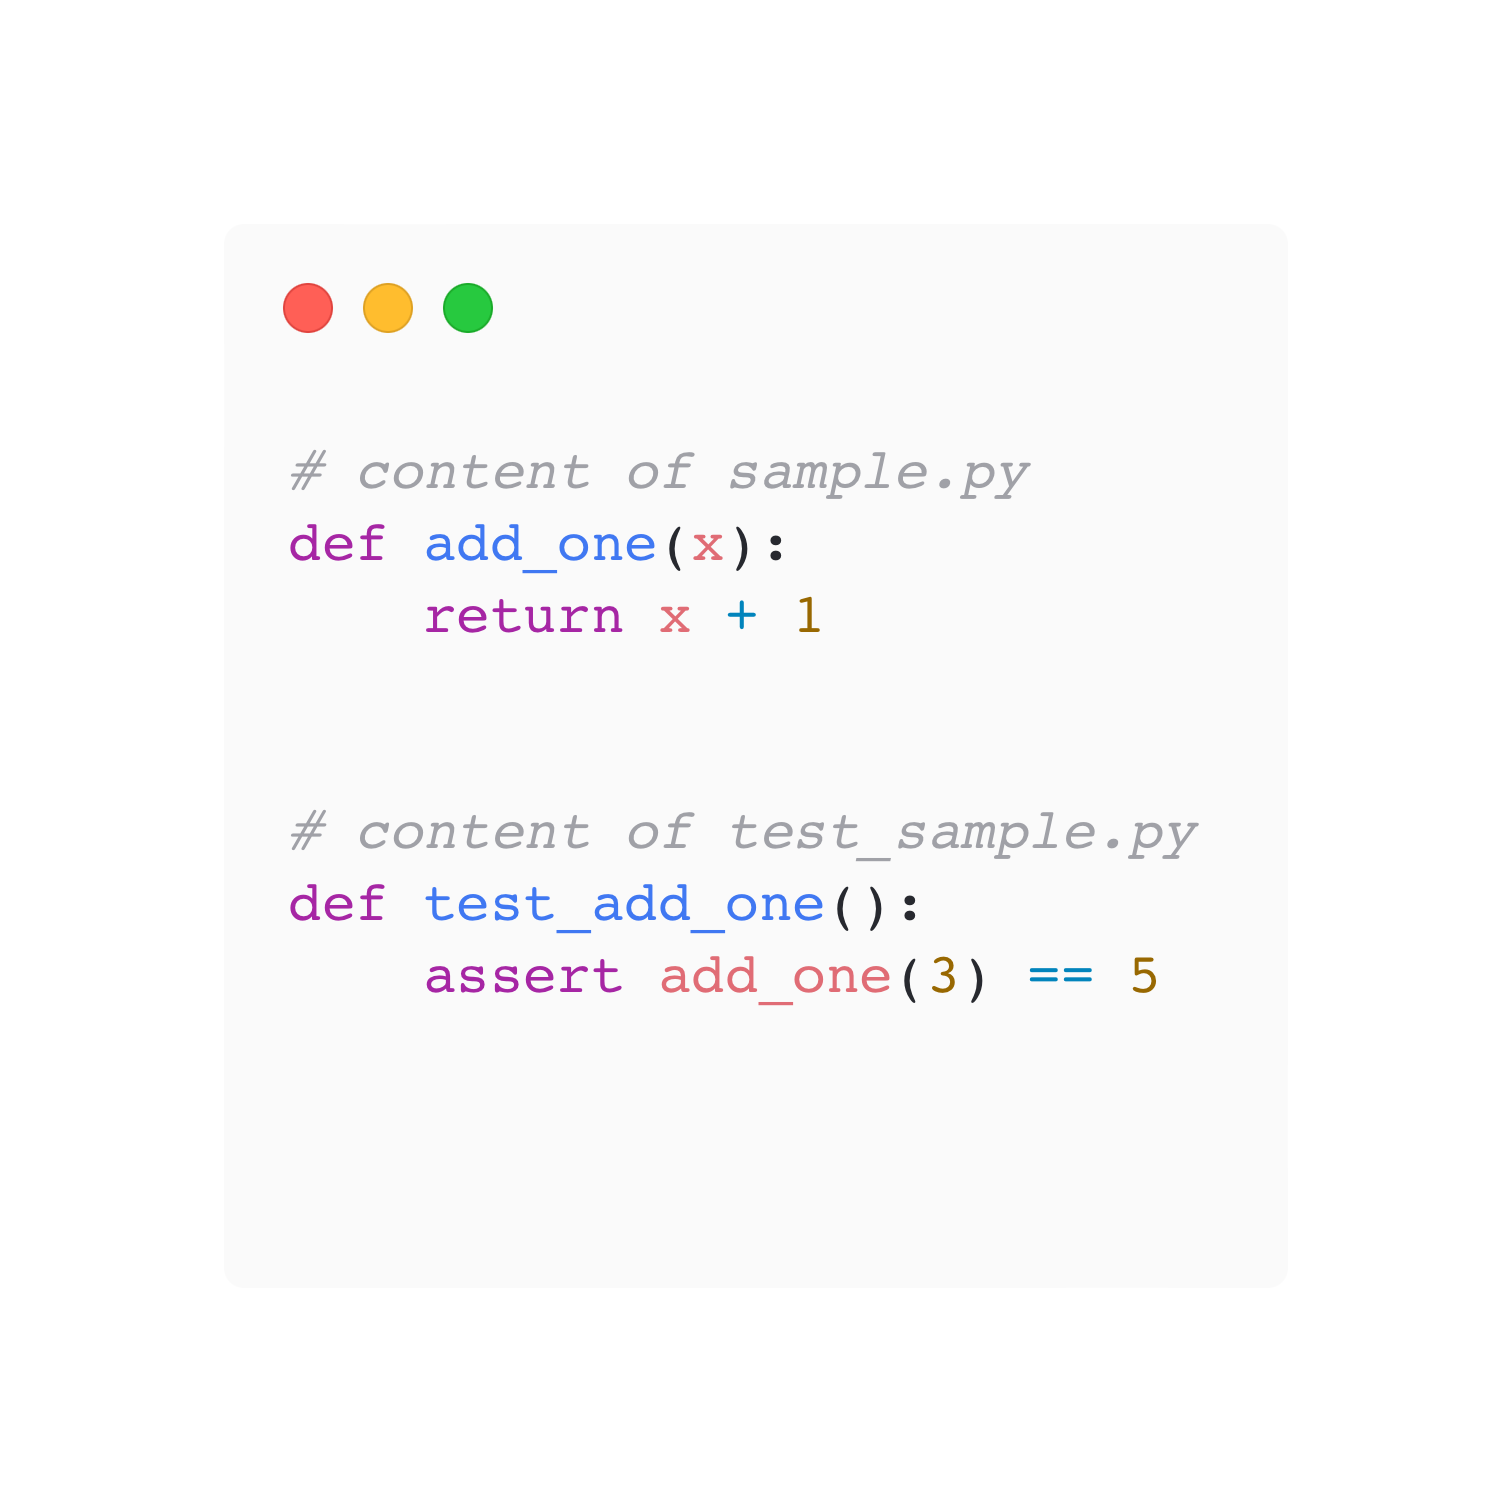 # content of sample.py
def add_one(x):
    return x + 1
# content of test_sample.py
def test_add_one():
    assert add_one(3) == 5